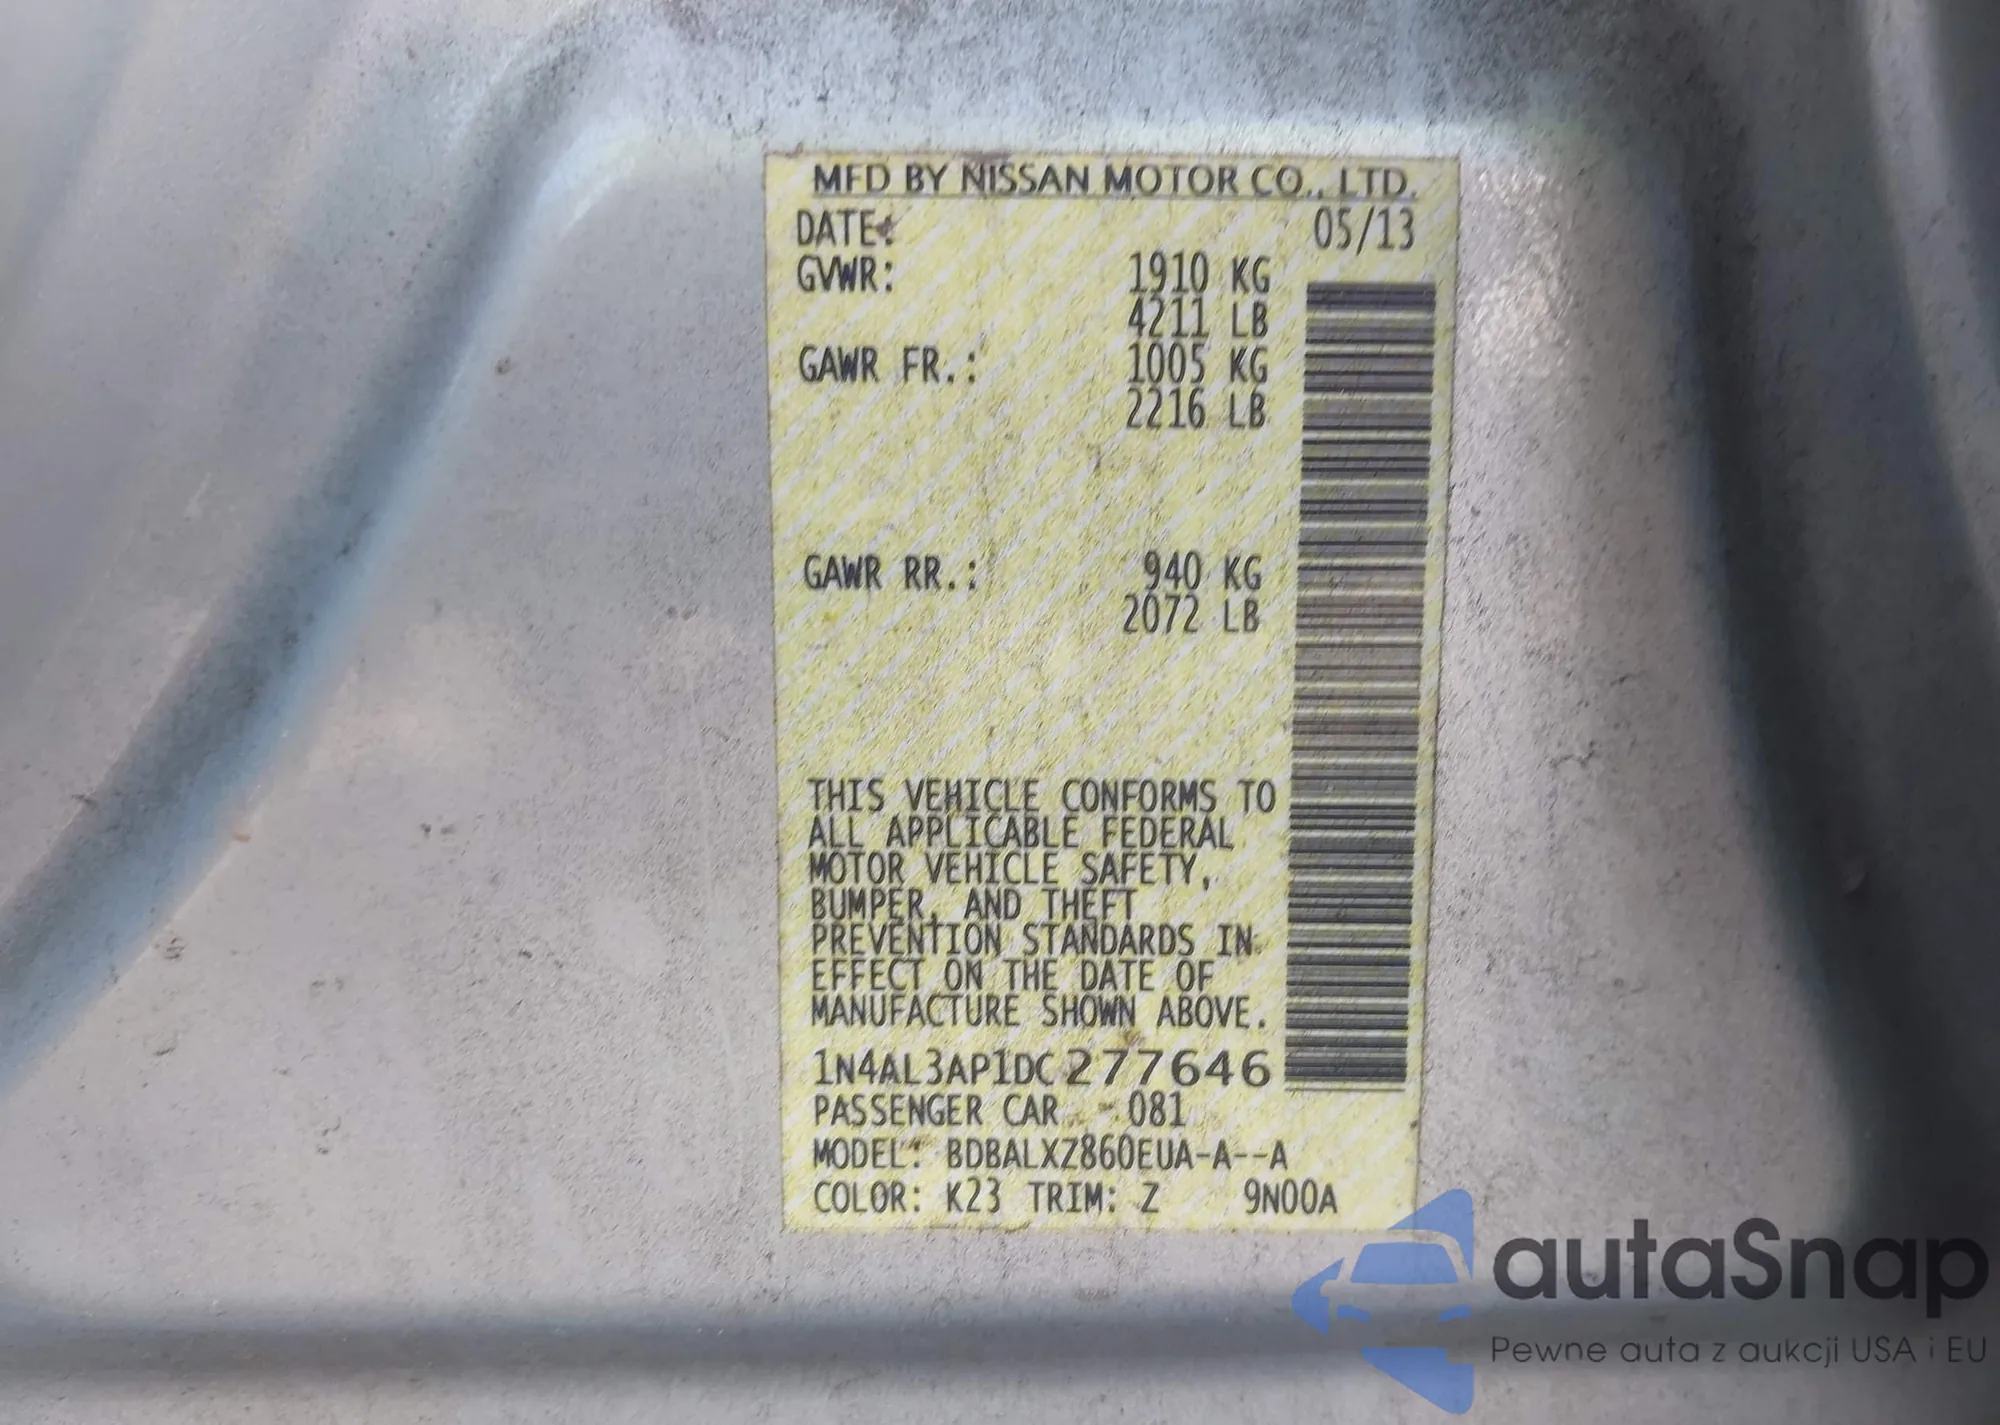 MFD BY NISSAN MOTOR CO., LTD.
DATE: 05/13
GVWR: 1910 KG
4211 LB
GAWR FR.: 1005 KG
2216 LB
GAWR RR.: 940 KG
2072 LB
THIS VEHICLE CONFORMS TO
ALL APPLICABLE FEDERAL
MOTOR VEHICLE SAFETY,
BUMPER, AND THEFT
PREVENTION STANDARDS IN
EFFECT ON THE DATE OF
MANUFACTURE SHOWN ABOVE.
1N4AL3AP1DC277646
PASSENGER CAR 081
MODEL: BDBALXZ860EUA-A--A
COLOR: K23 TRIM: Z 9N00A
autaSnap
Pewne auta z aukcji USA i EU